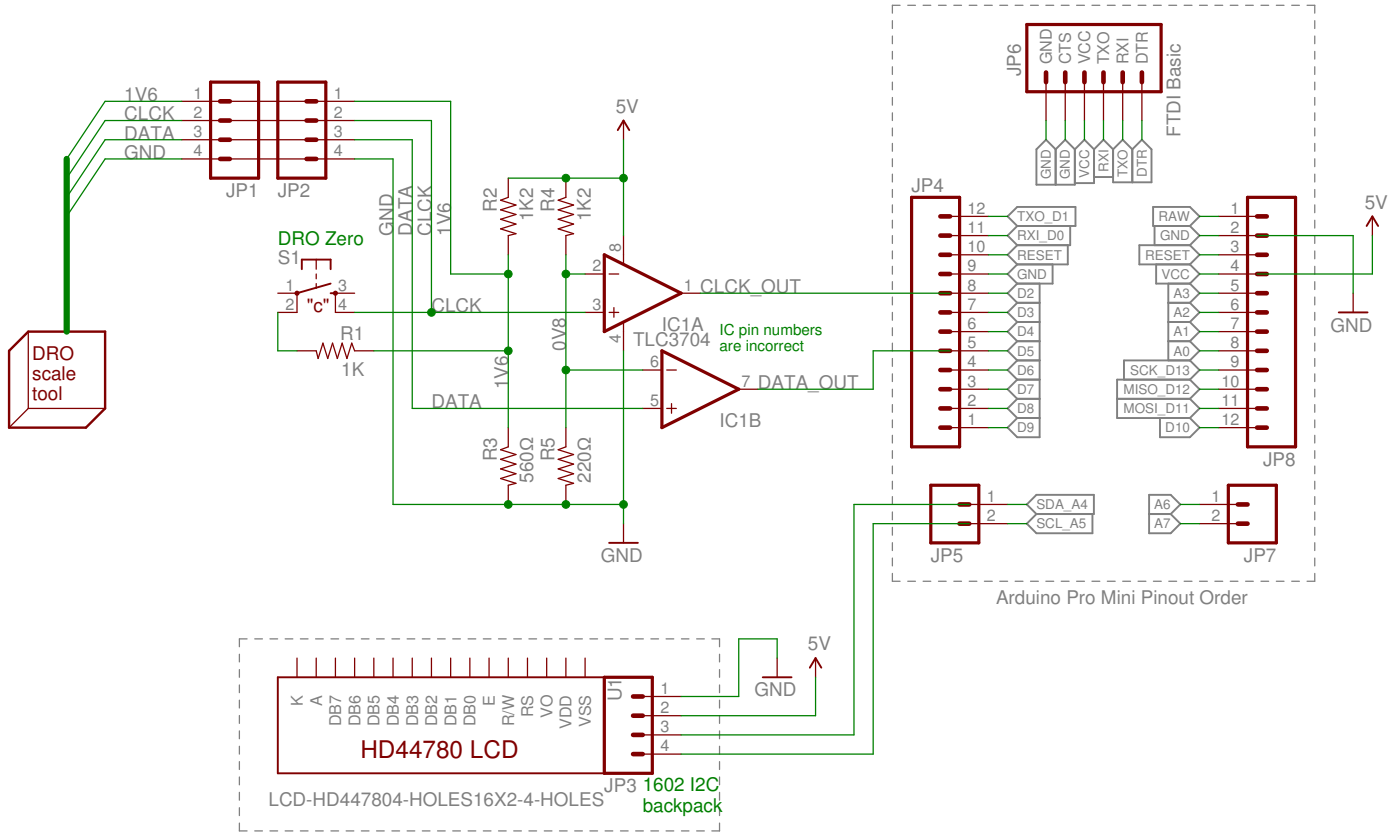 1V6
CLCK
DATA
GND
1
2
3
4
1
2
3
4
JP1
JP2
GND
DATA
CLCK
1V6
DRO Zero
S1
1
2
3
4
"C"
CLCK
R1
1K
DRO
scale
tool
5V
R2
1K2
R4
1K2
8
2
3
4
1
CLCK_OUT
IC1A
TLC3704
IC pin numbers
are incorrect
0V8
1V6
6
5
7
DATA_OUT
IC1B
DATA
R3
560Ω
R5
220Ω
GND
JP6
GND
CTS
VCC
TXO
RXI
DTR
FTDI Basic
GND
GND
VCC
RXI
TXO
DTR
JP4
12 TXO_D1
11 RXI_D0
10 RESET
9 GND
8 D2
7 D3
6 D4
5 D5
4 D6
3 D7
2 D8
1 D9
RAW 1
GND 2
RESET 3
VCC 4
A3 5
A2 6
A1 7
A0 8
SCK_D13 9
MISO_D12 10
MOSI_D11 11
D10 12
JP8
5V
GND
1 SDA_A4
2 SCL_A5
JP5
A6 1
A7 2
JP7
Arduino Pro Mini Pinout Order
K
A
DB7
DB6
DB5
DB4
DB3
DB2
DB1
DB0
E
R/W
RS
VO
VDD
VSS
U1
1
2
3
4
GND
5V
HD44780 LCD
JP3
1602 I2C
backpack
LCD-HD447804-HOLES16X2-4-HOLES